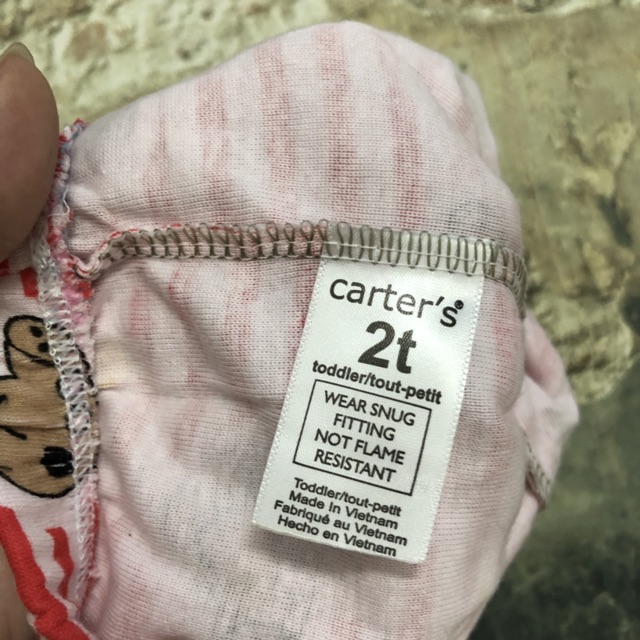 carter's®
2t
toddler/tout-petit
WEAR SNUG
FITTING
NOT FLAME
RESISTANT
Toddler/tout-petit
Made in Vietnam
Fabriqué au Vietnam
Hecho en Vietnam